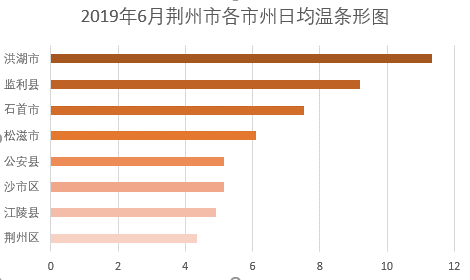 2019年6月荆州市各市州日均温条形图
洪湖市
监利县
石首市
松滋市
公安县
沙市区
江陵县
荆州区
0 2 4 6 8 10 12